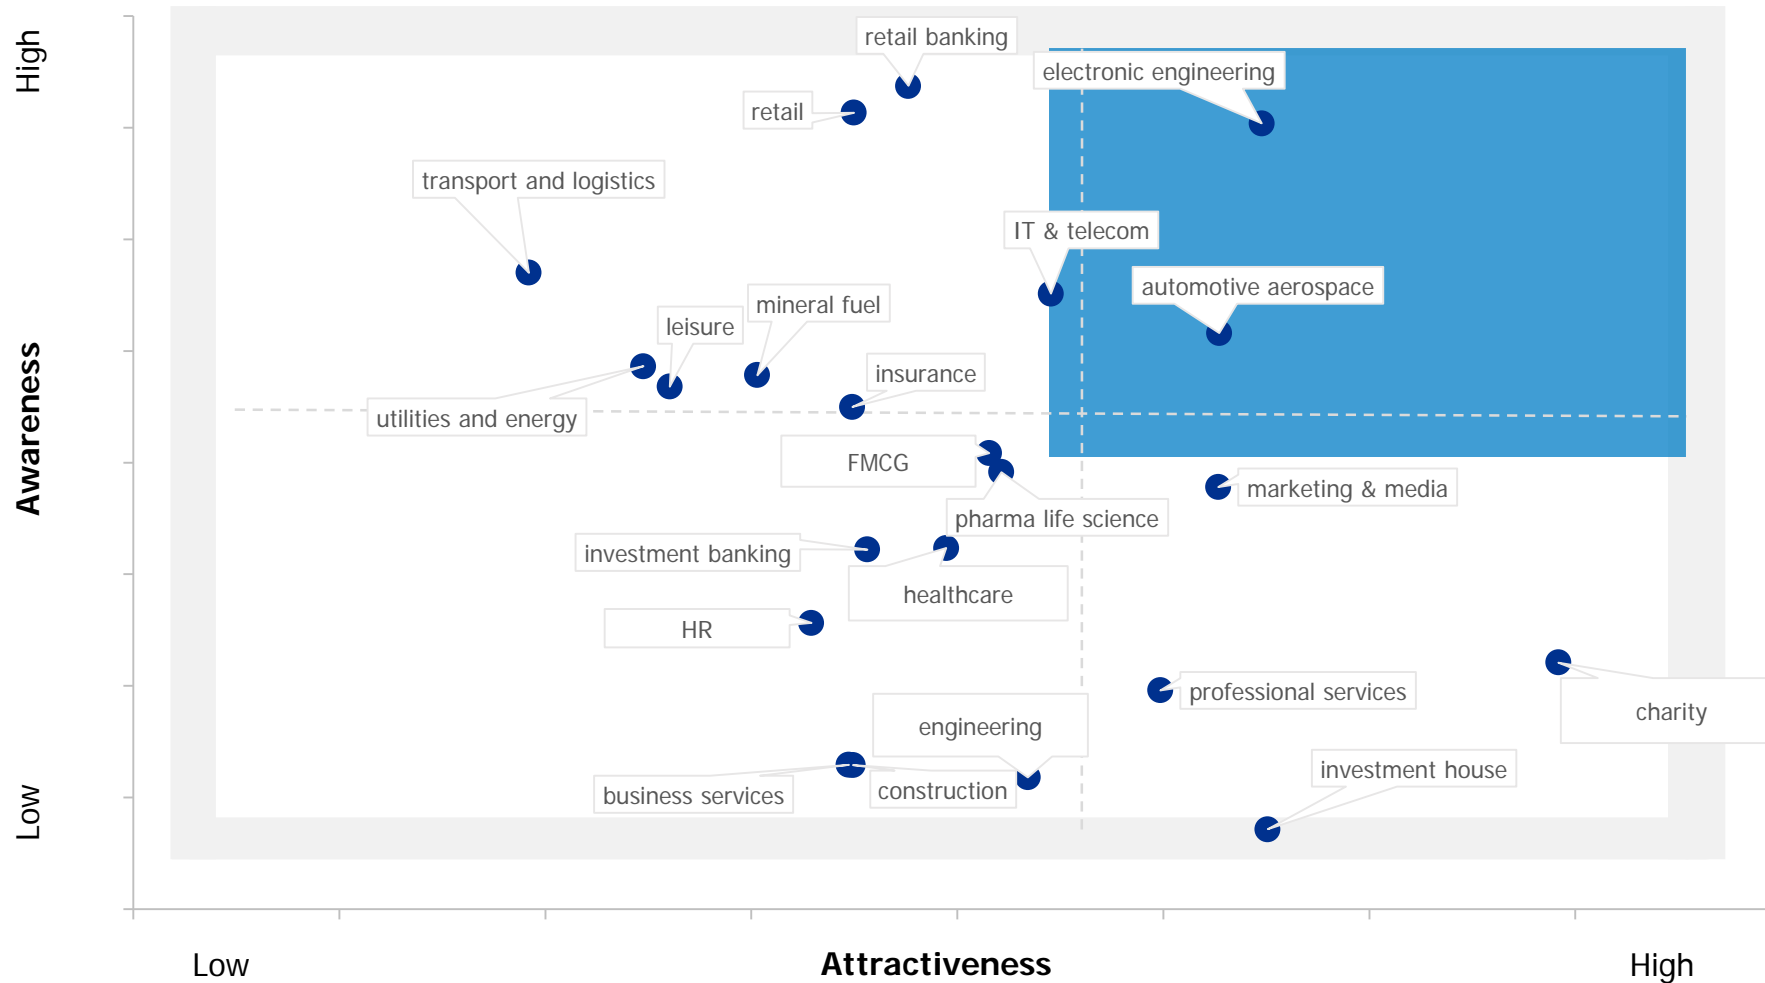 High
retail banking
electronic engineering
retail
transport and logistics
IT & telecom
automotive aerospace
mineral fuel
leisure
insurance
utilities and energy
Awareness
FMCG
marketing & media
pharma life science
investment banking
healthcare
HR
professional services
charity
engineering
investment house
construction
business services
Low
Low
Attractiveness
High